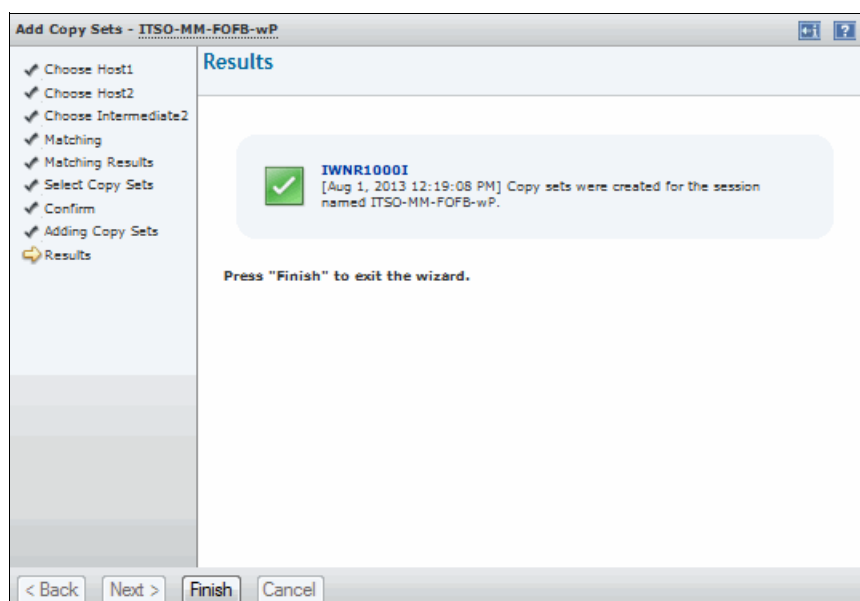 Add Copy Sets - ITSO-MM-FOFB-wP
Choose Host1
Choose Host2
Choose Intermediate2
Matching
Matching Results
Select Copy Sets
Confirm
Adding Copy Sets
Results
Results
IWNR1000I
[Aug 1, 2013 12:19:08 PM] Copy sets were created for the session
named ITSO-MM-FOFB-wP.
Press "Finish" to exit the wizard.
< Back Next > Finish Cancel